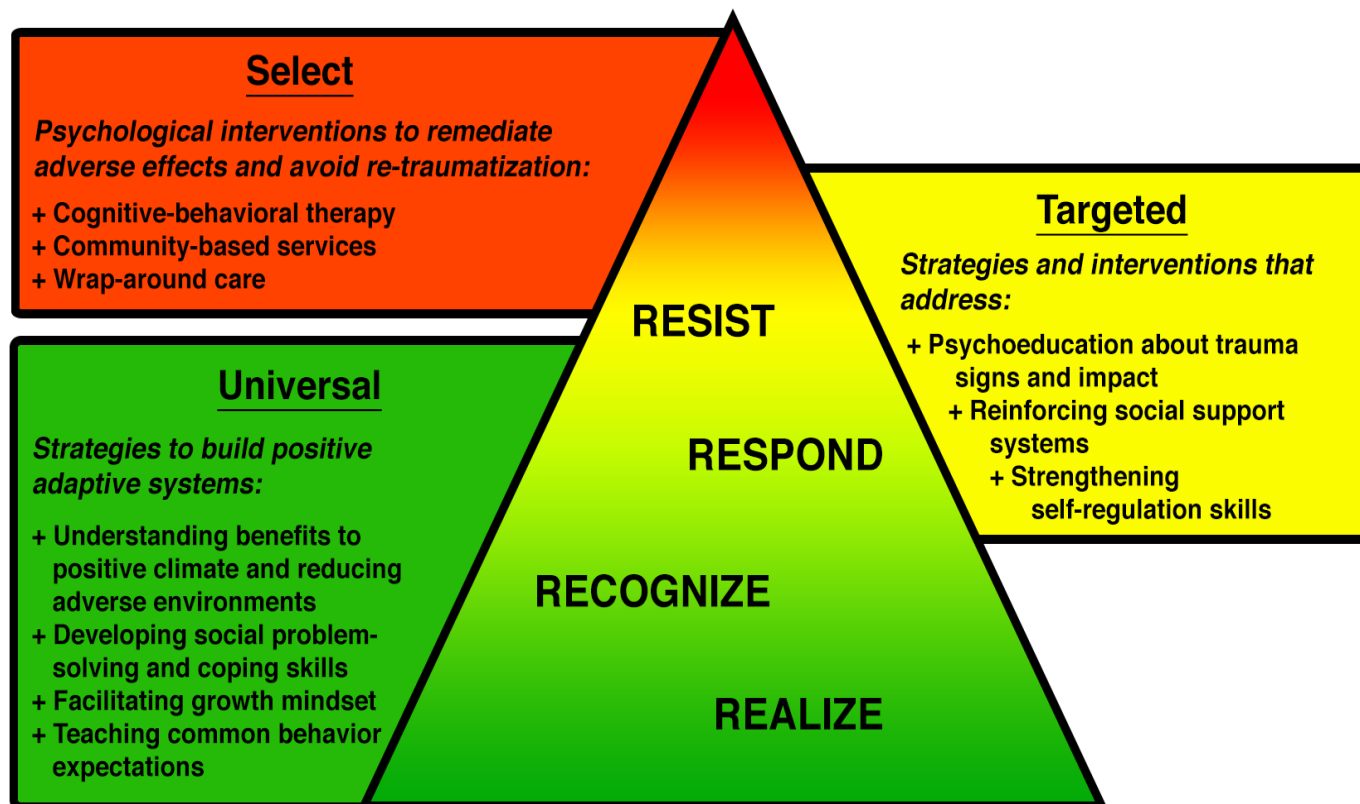 Select
Psychological interventions to remediate
adverse effects and avoid re-traumatization:
+ Cognitive-behavioral therapy
+ Community-based services
+ Wrap-around care
Universal
Strategies to build positive
adaptive systems:
+ Understanding benefits to
positive climate and reducing
adverse environments
+ Developing social problem-
solving and coping skills
+ Facilitating growth mindset
+ Teaching common behavior
expectations
RESIST
RESPOND
RECOGNIZE
REALIZE
Targeted
Strategies and interventions that
address:
+ Psychoeducation about trauma
signs and impact
+ Reinforcing social support
systems
+ Strengthening
self-regulation skills